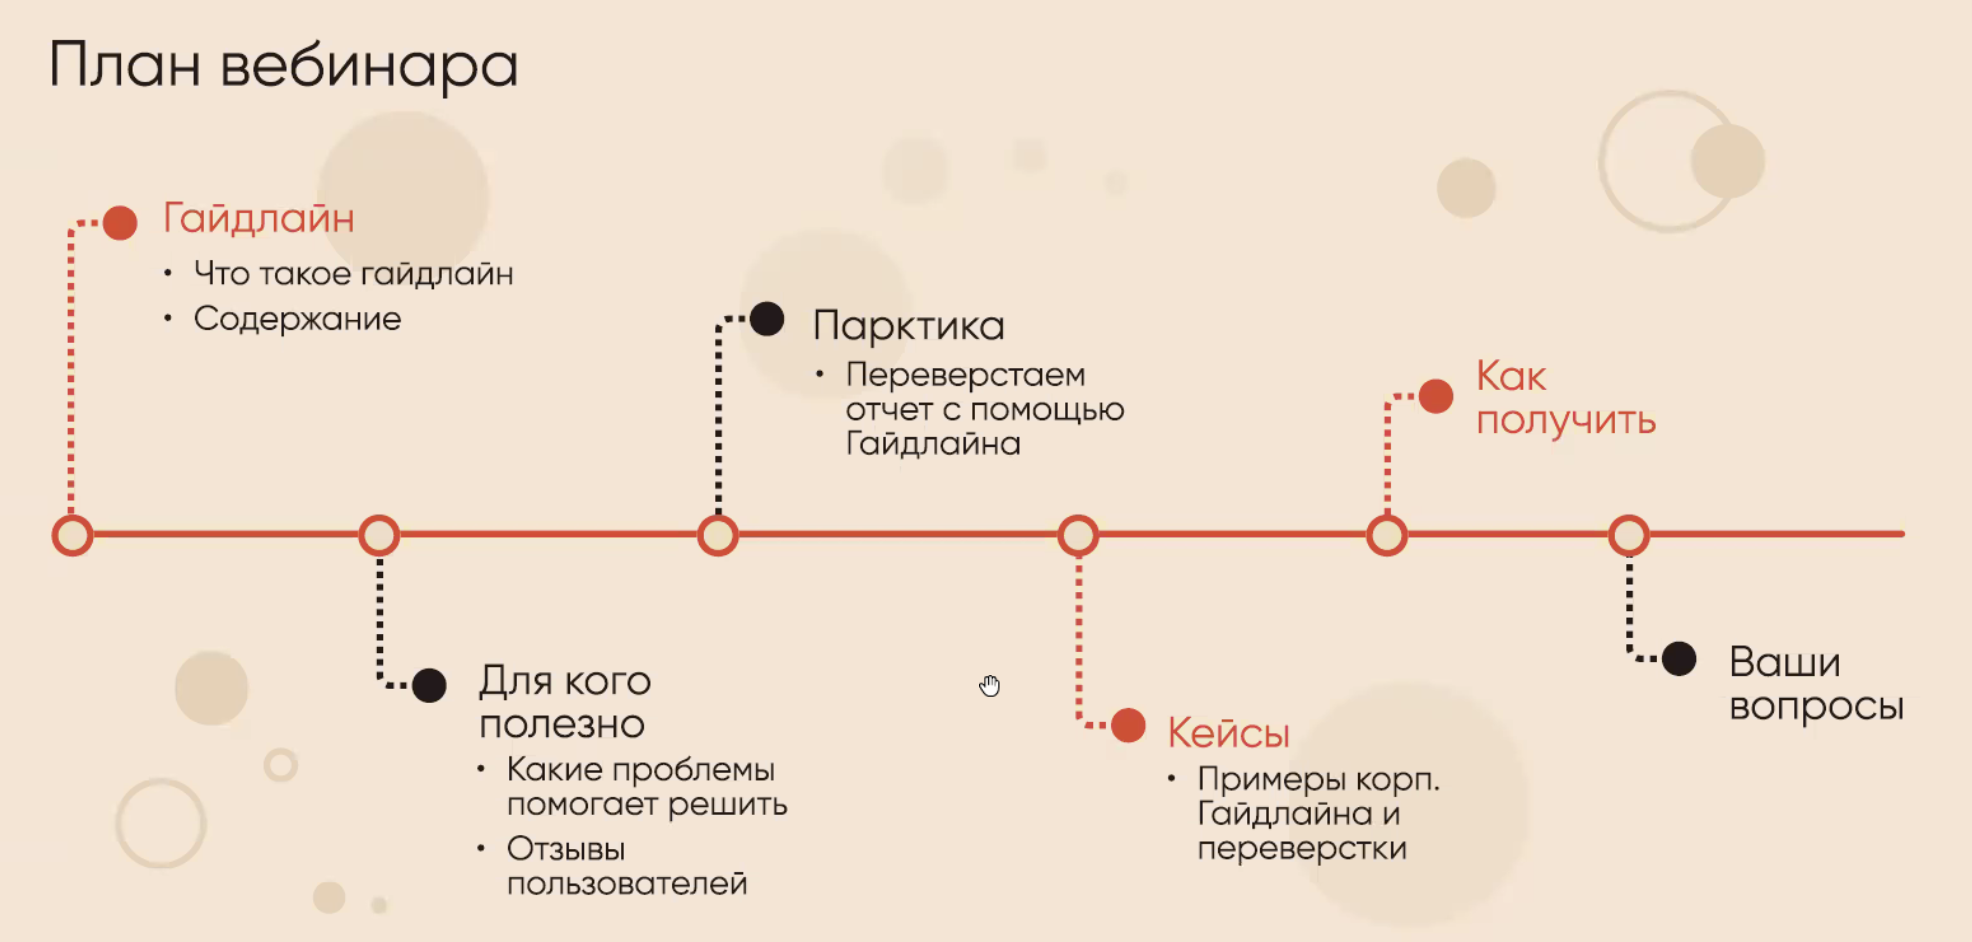 План вебинара
Гайдлайн
• Что такое гайдлайн
• Содержание
Для кого
полезно
• Какие проблемы
помогает решить
• Отзывы
пользователей
Парктика
• Переверстаем
отчет с помощью
Гайдлайна
Кейсы
• Примеры корп.
Гайдлайна и
переверстки
Как
получить
Ваши
вопросы